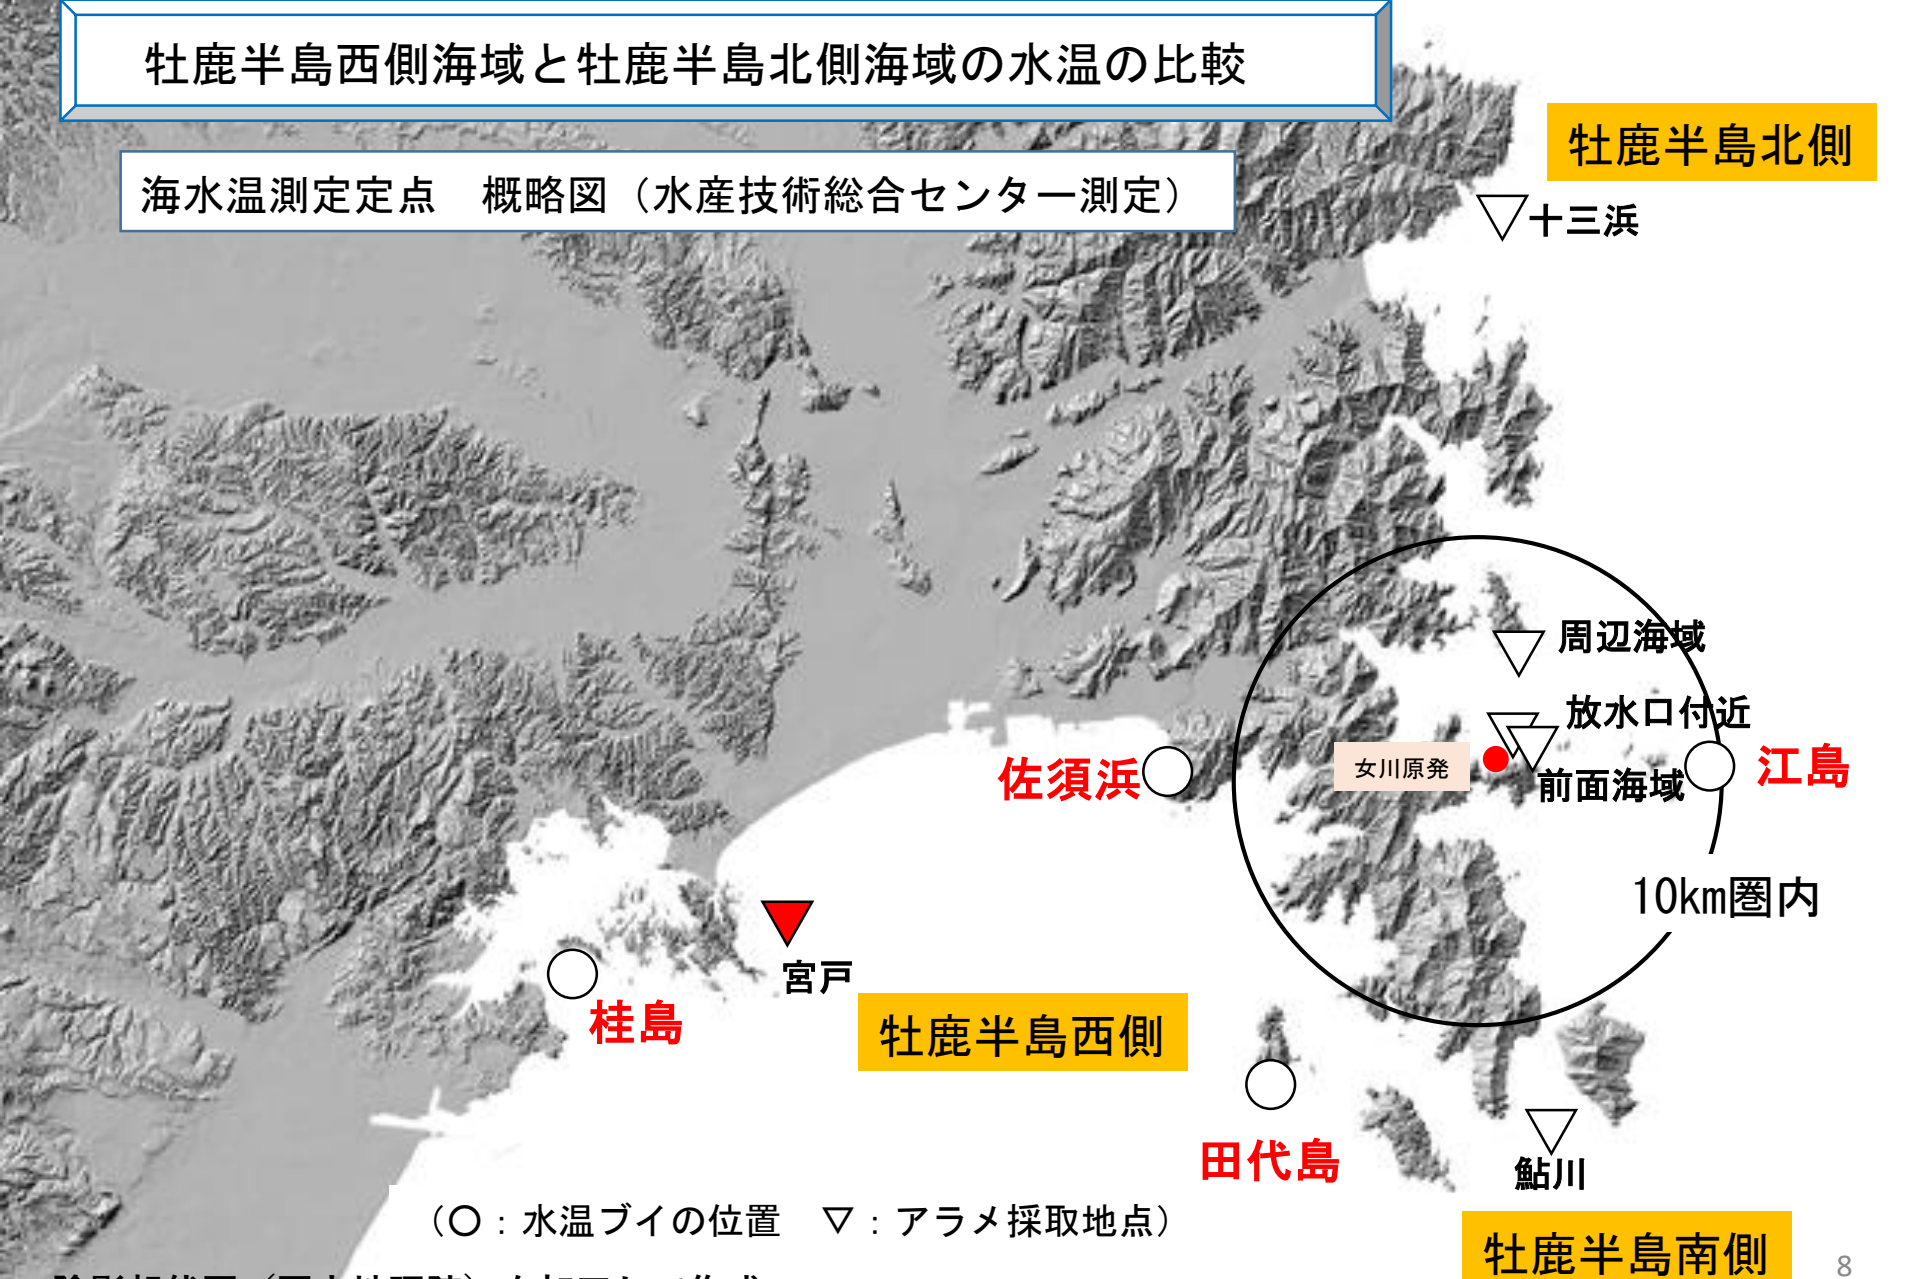 牡鹿半島西側海域と牡鹿半島北側海域の水温の比較
海水温測定定点　概略図（水産技術総合センター測定）
牡鹿半島北側
十三浜
周辺海域
放水口付近
女川原発
前面海域
江島
佐須浜
10km圏内
宮戸
桂島
牡鹿半島西側
田代島
鮎川
（○：水温ブイの位置　▽：アラメ採取地点）
牡鹿半島南側
8